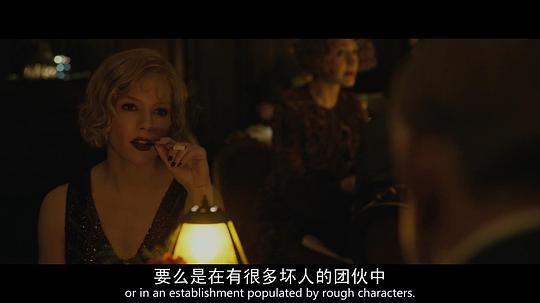 要么是在有很多坏人的团伙中
or in an establishment populated by rough characters.